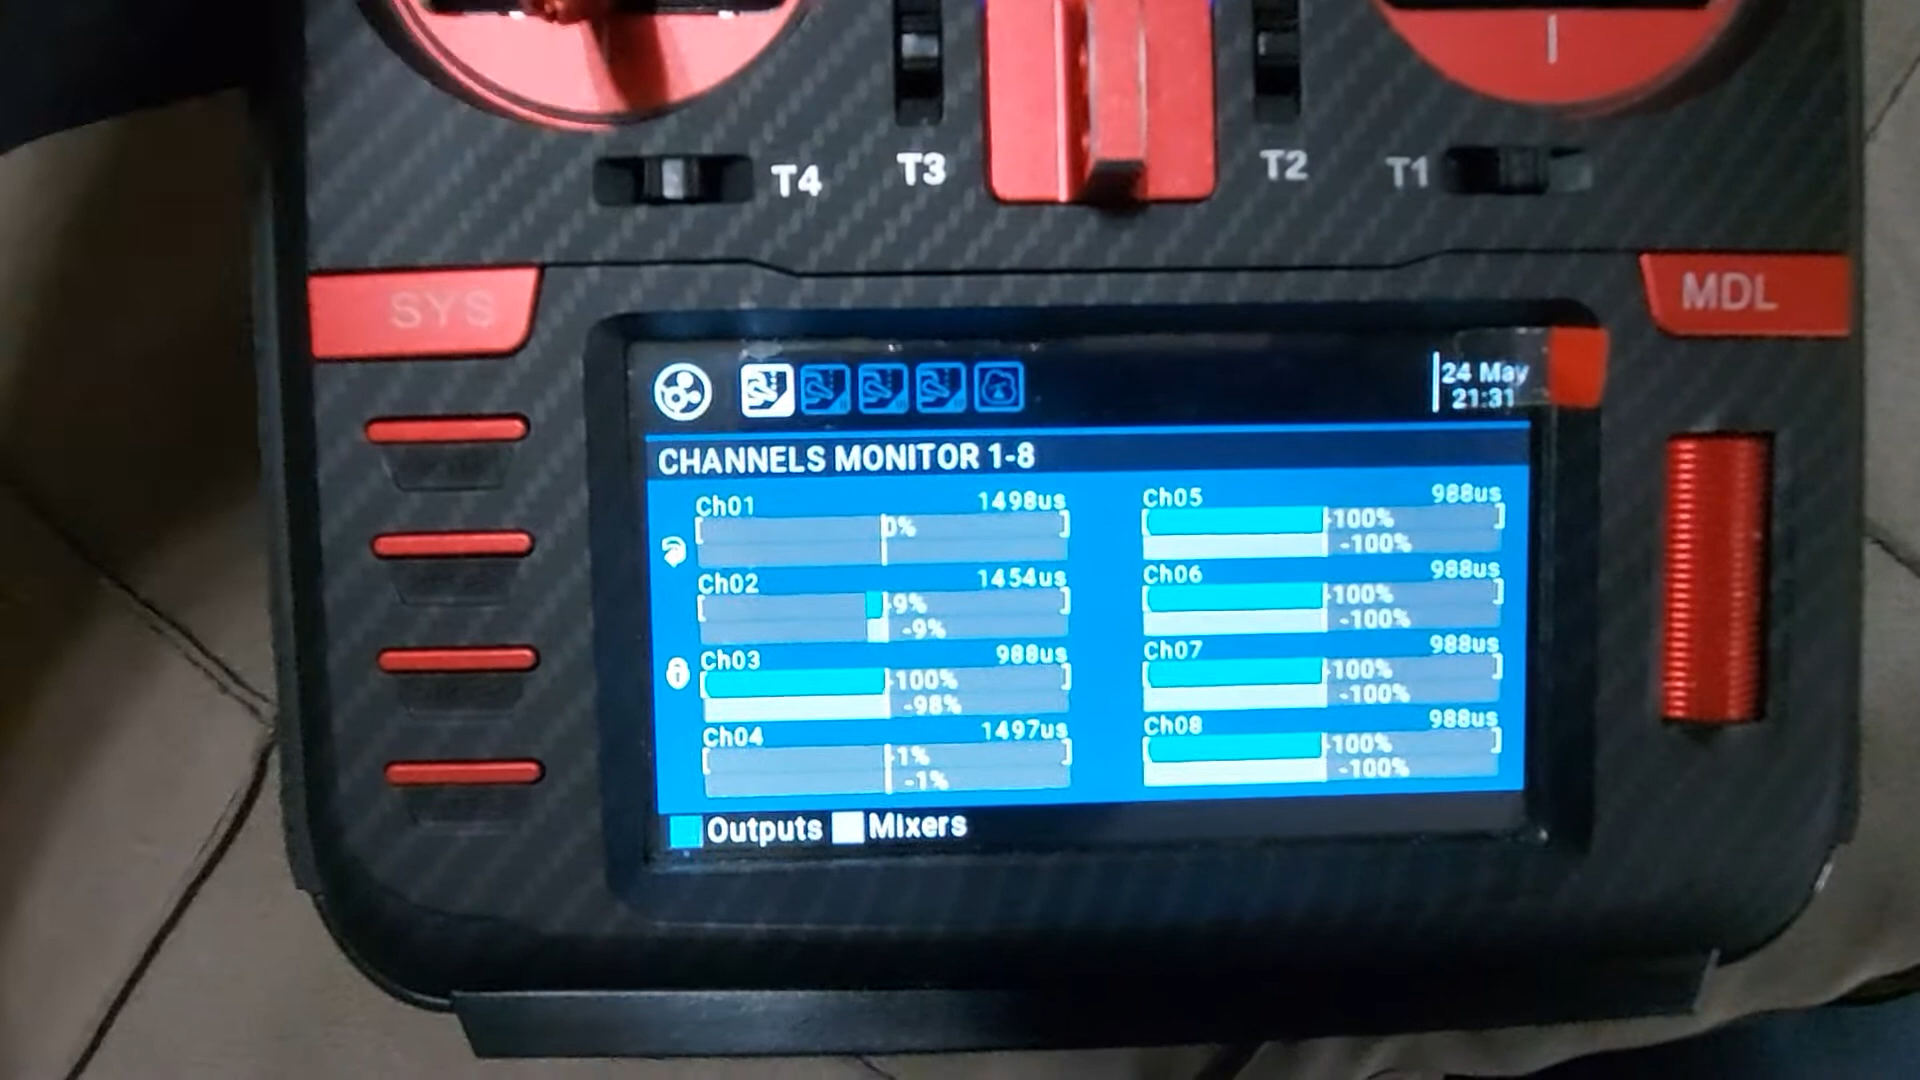 T4
T3
T2
T1
SYS
MDL
24 May
21:31
CHANNELS MONITOR 1-8
Ch01 1498us
0%
Ch02 1454us
-9%
-9%
Ch03 988us
-100%
-98%
Ch04 1497us
-1%
-1%
Ch05 988us
-100%
-100%
Ch06 988us
-100%
-100%
Ch07 988us
-100%
-100%
Ch08 988us
-100%
-100%
Outputs Mixers